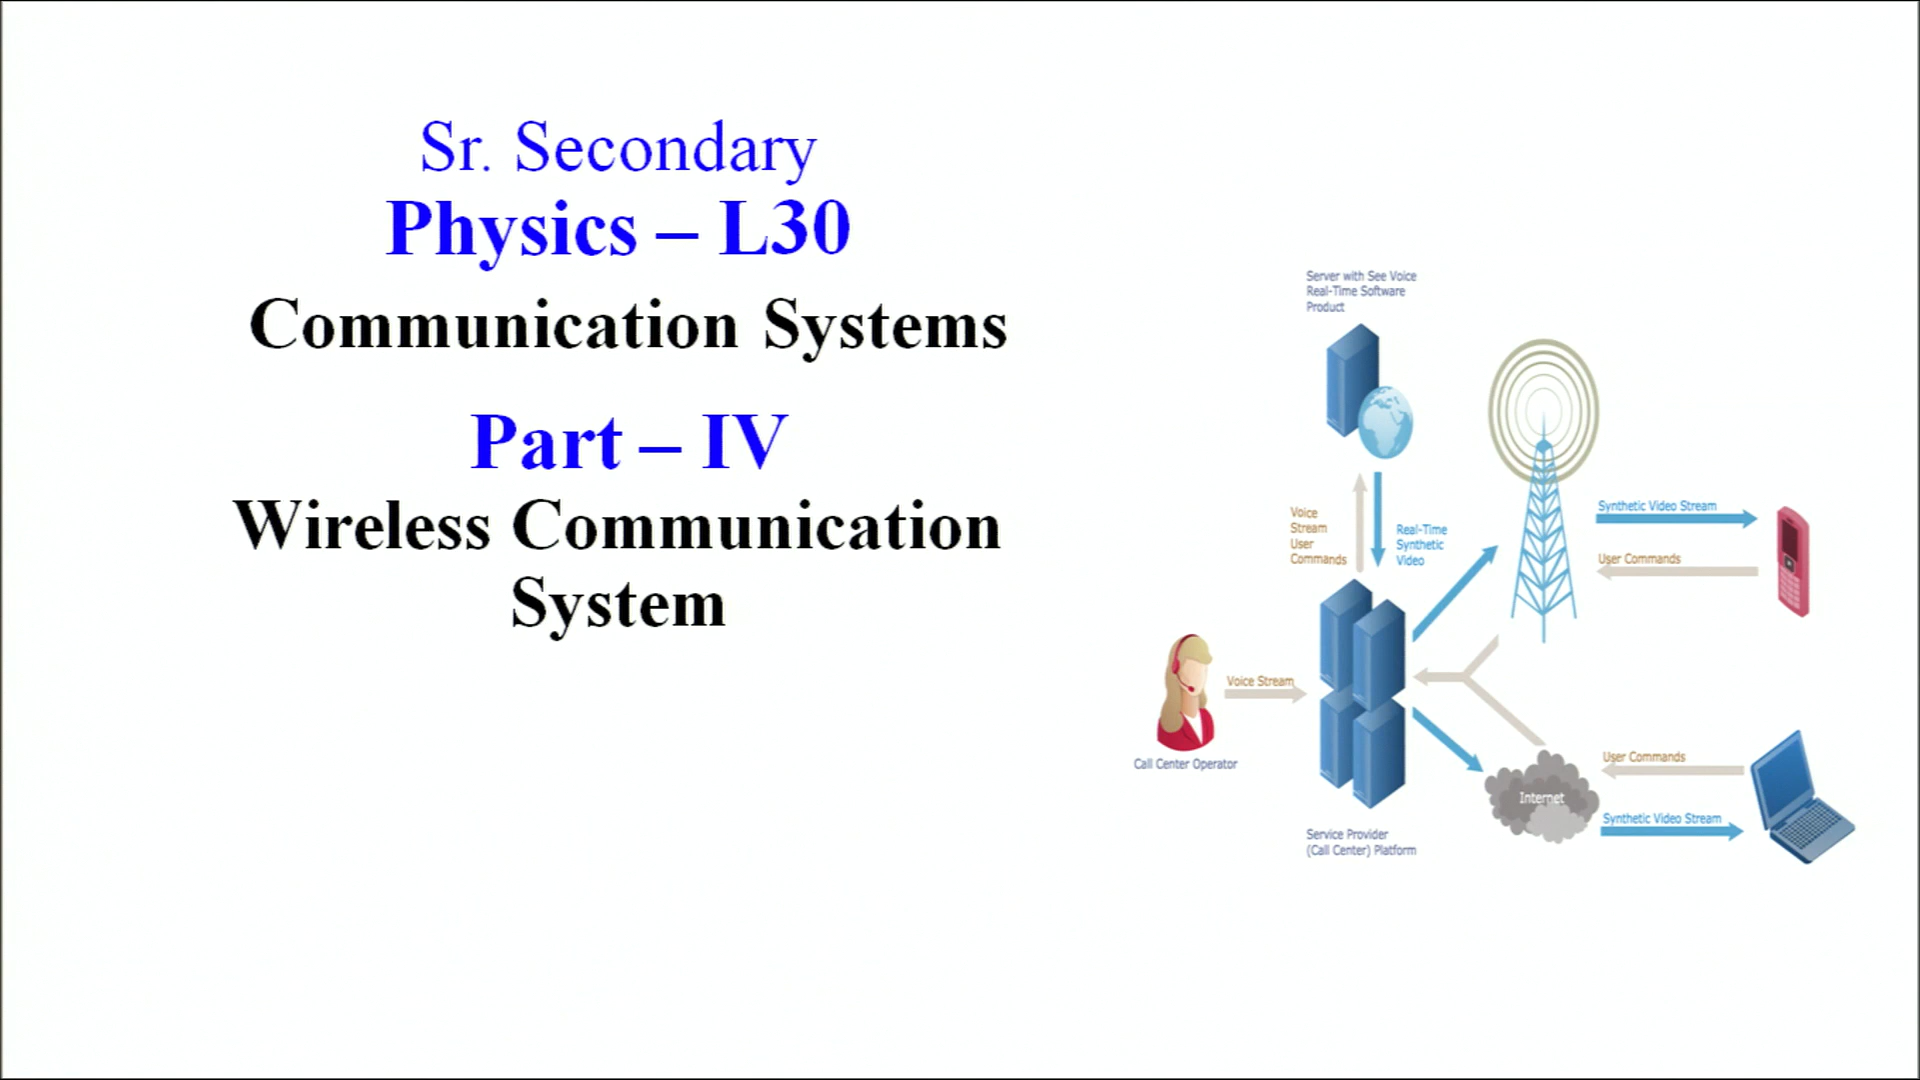 Sr. Secondary
Physics – L30
Communication Systems
Part – IV
Wireless Communication
System
Server with See Voice
Real-Time Software
Product
Voice
Stream
User
Commands
Real-Time
Synthetic
Video
Synthetic Video Stream
User Commands
Voice Stream
Call Center Operator
Internet
User Commands
Synthetic Video Stream
Service Provider
(Call Center) Platform